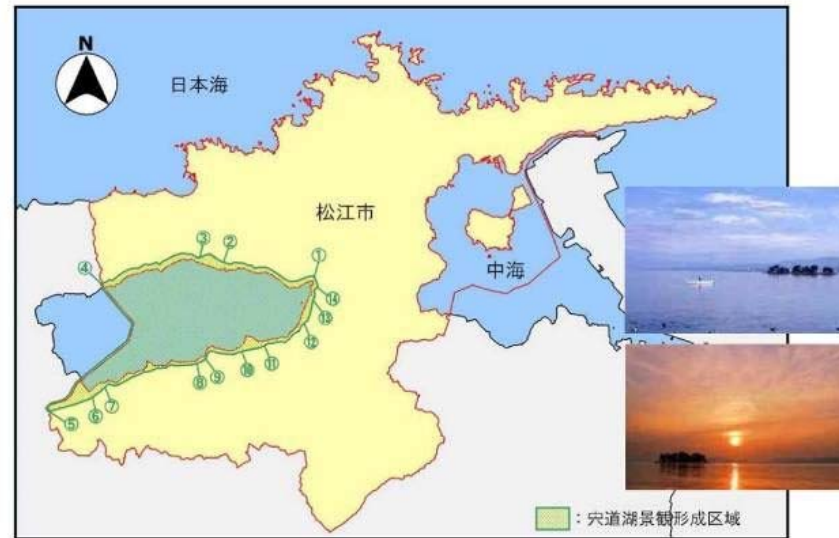 N
日本海
松江市
中海
③
②
①
④
⑭
⑬
⑫
⑪
⑩
⑨
⑧
⑦
⑥
⑤
：宍道湖景観形成区域